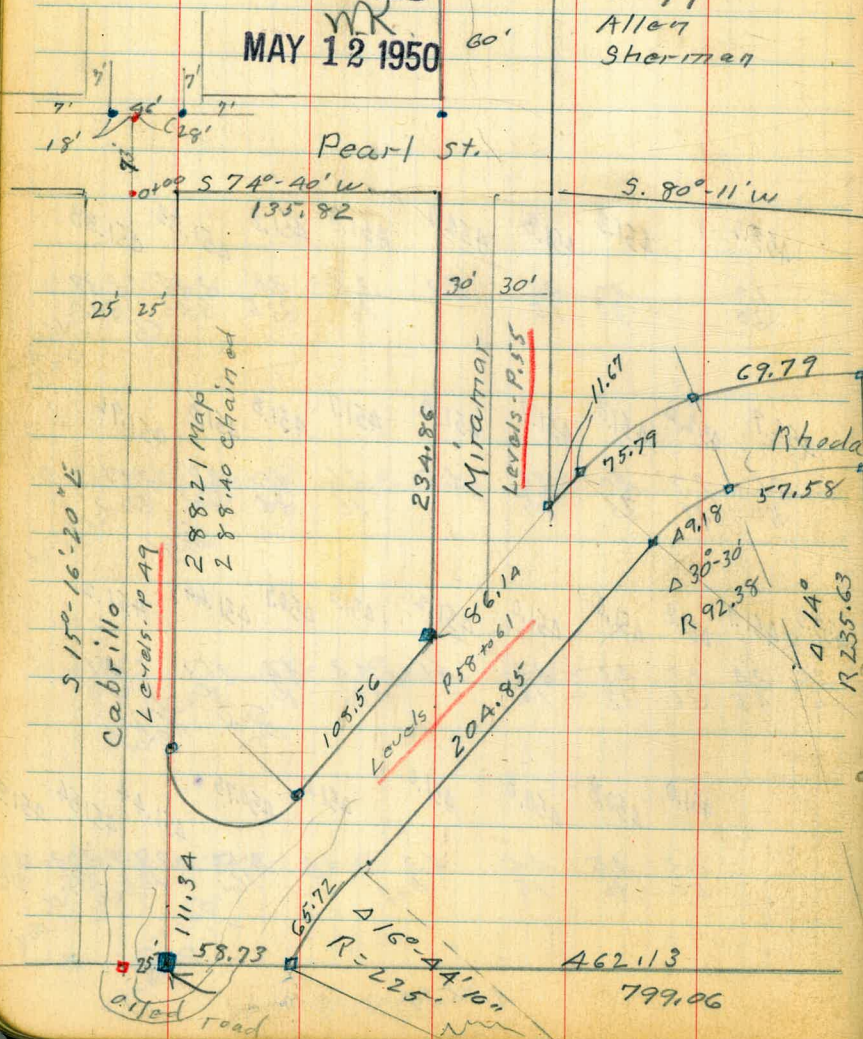 WK
MAY 12 1950
60'
Allen
Sherman
7'
7'
7'
46'
7'
18'
28'
Pearl St.
0+00
S 74°-40' W.
135.82
S. 80°-11' W
25'
25'
30'
30'
288.21 Map
288.40 Chained
234.86
Miramar
Levels-P.55
11.67
69.79
75.79
Rhoda
57.58
49.18
Δ 30°-30'
R 92.38
Δ 14°
R 235.63
S 15°-16'-20" E
Cabrillo
Levels-P 49
86.14
108.56
Levels P58 to 61
204.85
111.34
65.72
Δ 16°-44'10"
R = 225'
25'
58.73
462.13
799.06
oiled road